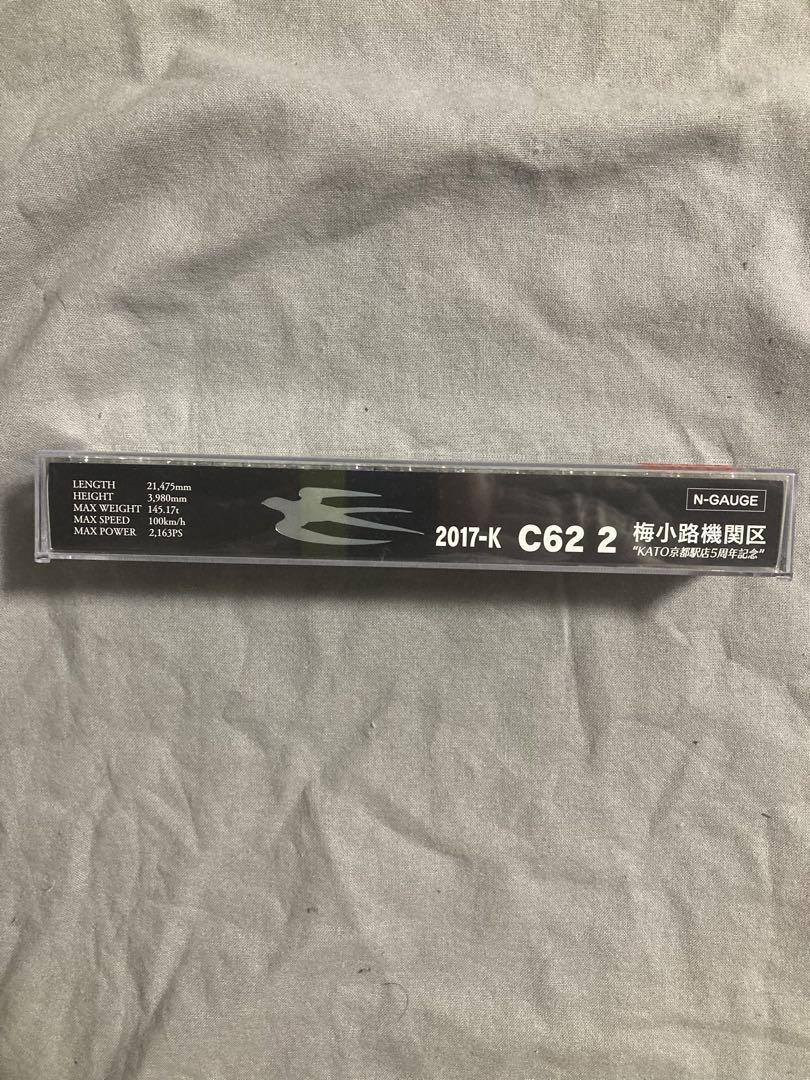 LENGTH 21,475mm
HEIGHT 3,980mm
MAX WEIGHT 145.17t
MAX SPEED 100km/h
MAX POWER 2,163PS
2017-K C62 2 梅小路機関区
"KATO京都駅店5周年記念"
N-GAUGE